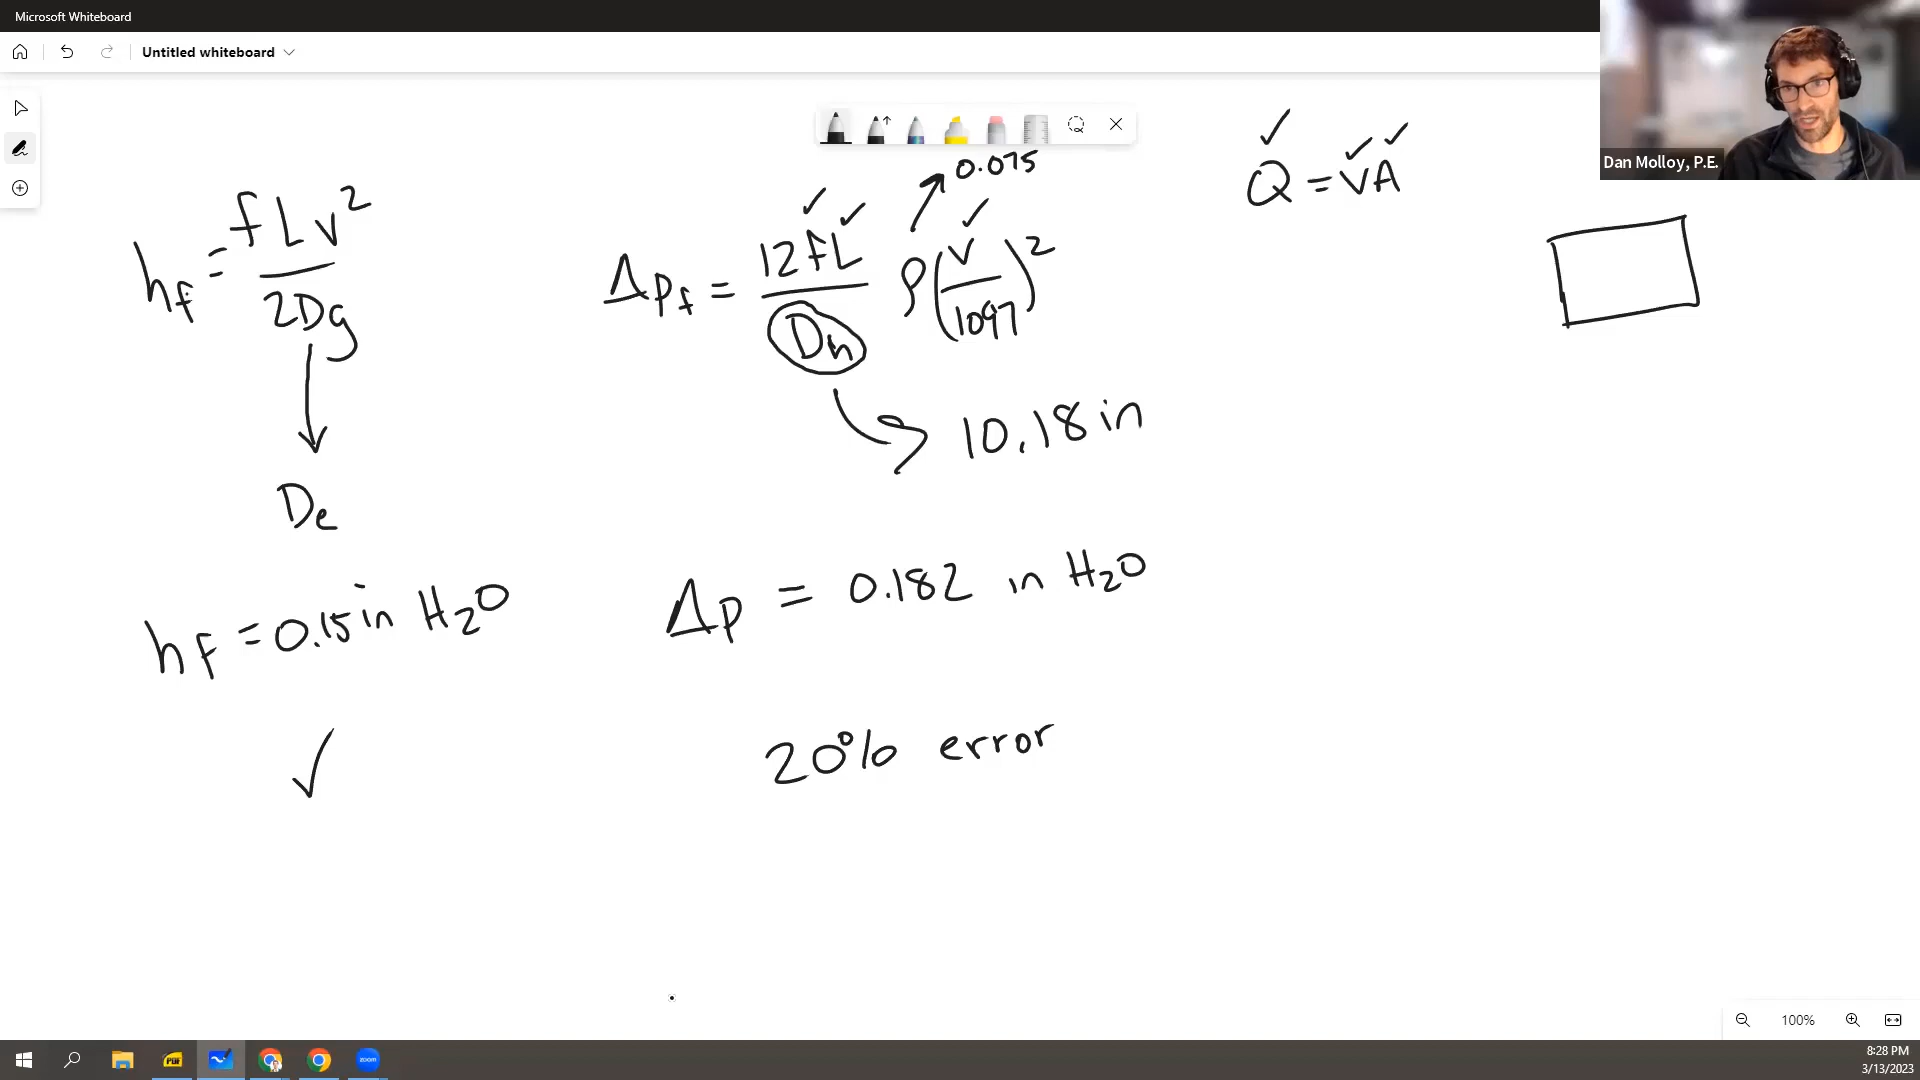 Microsoft Whiteboard
Untitled whiteboard
Dan Molloy, P.E.
hf = fLv² / 2Dg
De
hf = 0.15 in H₂O
✓
Δpf = 12fL / Dh ρ(v/1097)²
✓ ✓ ✓
0.075
10.18 in
Δp = 0.182 in H₂O
20% error
✓ ✓ ✓
Q = VA
100%
PDF
zoom
8:28 PM
3/13/2023